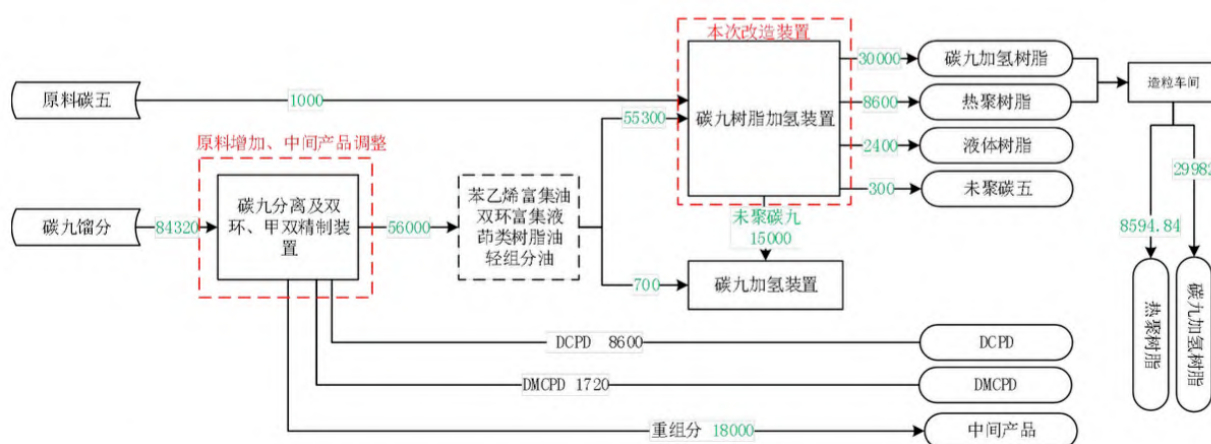 本次改造装置
30000
碳九加氢树脂
造粒车间
原料碳五
1000
55300
碳九树脂加氢装置
8600
热聚树脂
原料增加、中间产品调整
2400
液体树脂
300
未聚碳五
29982
8594.84
碳九馏分
84320
碳九分离及双
环、甲双精制装
置
56000
苯乙烯富集油
双环富集液
茚类树脂油
轻组分油
未聚碳九
15000
700
碳九加氢装置
热聚树脂
碳九加氢树脂
DCPD 8600
DCPD
DMCPD 1720
DMCPD
重组分 18000
中间产品